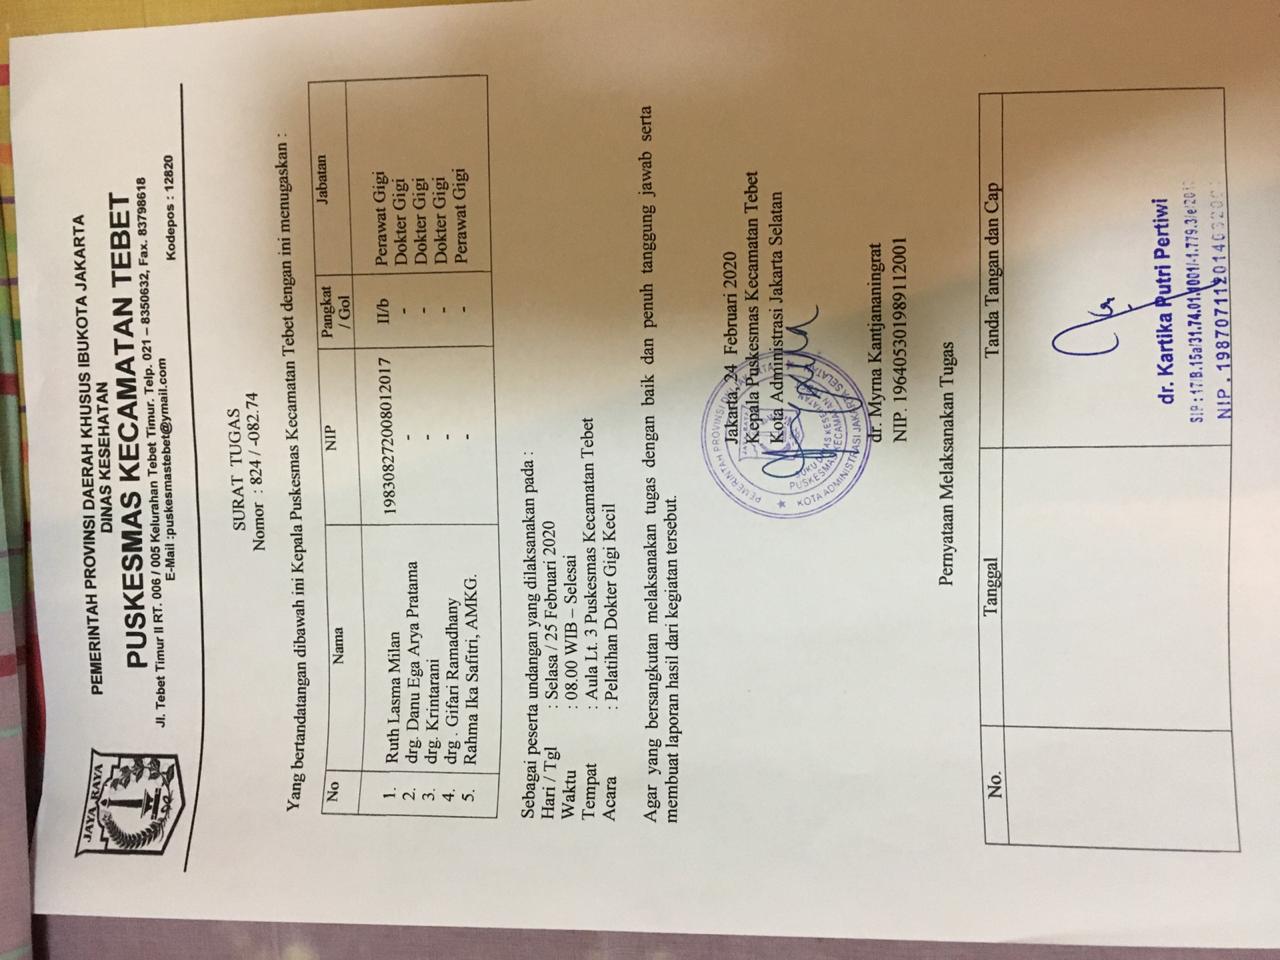 JAYA RAYA
PEMERINTAH PROVINSI DAERAH KHUSUS IBUKOTA JAKARTA
DINAS KESEHATAN
PUSKESMAS KECAMATAN TEBET
Jl. Tebet Timur II RT. 006 / 005 Kelurahan Tebet Timur. Telp. 021 – 8350632, Fax. 83798618
E-Mail :puskesmastebet@ymail.com
Kodepos : 12820
SURAT TUGAS
Nomor : 824 / -082.74
Yang bertandatangan dibawah ini Kepala Puskesmas Kecamatan Tebet dengan ini menugaskan :
No Nama NIP Pangkat / Gol Jabatan
1. Ruth Lasma Milan 198308272008012017 II/b Perawat Gigi
2. drg. Danu Ega Arya Pratama - - Dokter Gigi
3. drg. Krintarani - - Dokter Gigi
4. drg . Gifari Ramadhany - - Dokter Gigi
5. Rahma Ika Safitri, AMKG. - - Perawat Gigi
Sebagai peserta undangan yang dilaksanakan pada :
Hari / Tgl : Selasa / 25 Februari 2020
Waktu : 08.00 WIB – Selesai
Tempat : Aula Lt. 3 Puskesmas Kecamatan Tebet
Acara : Pelatihan Dokter Gigi Kecil
Agar yang bersangkutan melaksanakan tugas dengan baik dan penuh tanggung jawab serta
membuat laporan hasil dari kegiatan tersebut.
Jakarta, 24 Februari 2020
Kepala Puskesmas Kecamatan Tebet
Kota Administrasi Jakarta Selatan
PEMERINTAH PROVINSI
KOTA ADMINISTRASI JAKARTA SELATAN
PUSKESMAS KECAMATAN
dr. Myrna Kantjananingrat
NIP. 196405301989112001
Pernyataan Melaksanakan Tugas
No. Tanggal Tanda Tangan dan Cap
dr. Kartika Putri Pertiwi
SIP : 17/B.15a/31.74.01.1001/-1.779.3/e/201
NIP. 198707112014032001